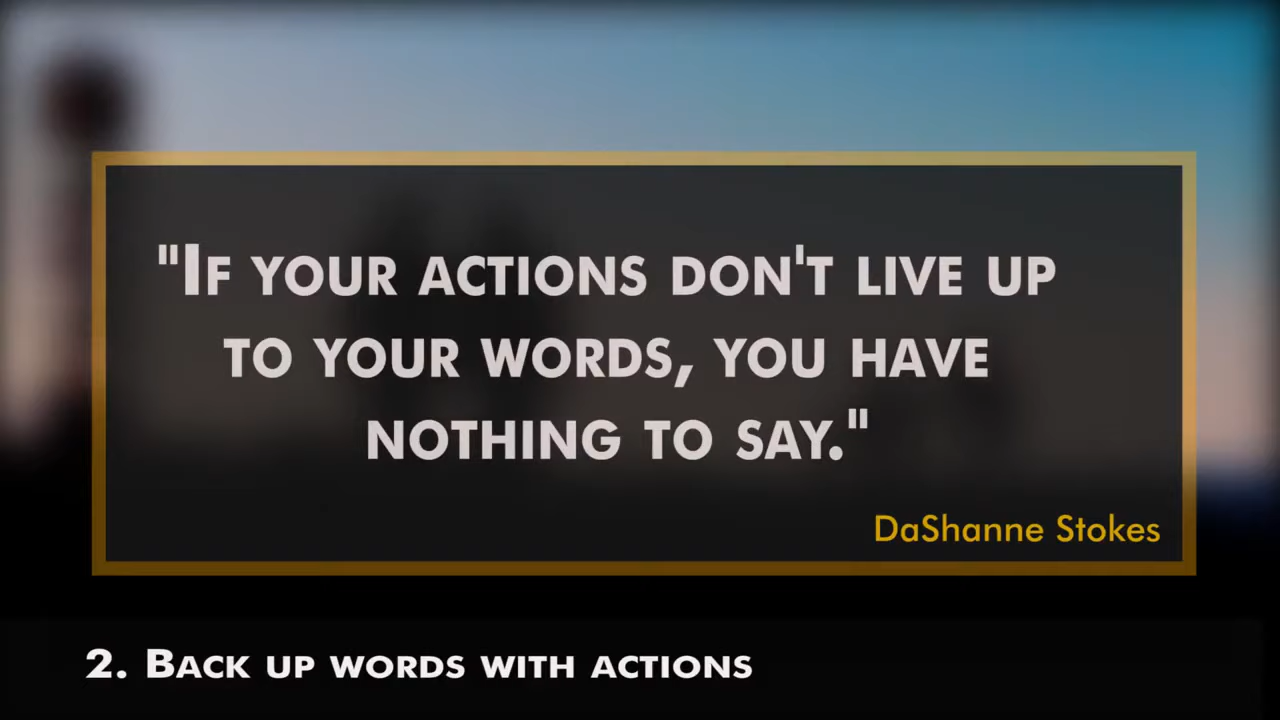 "If your actions don't live up
to your words, you have
nothing to say."
DaShanne Stokes
2. Back up words with actions